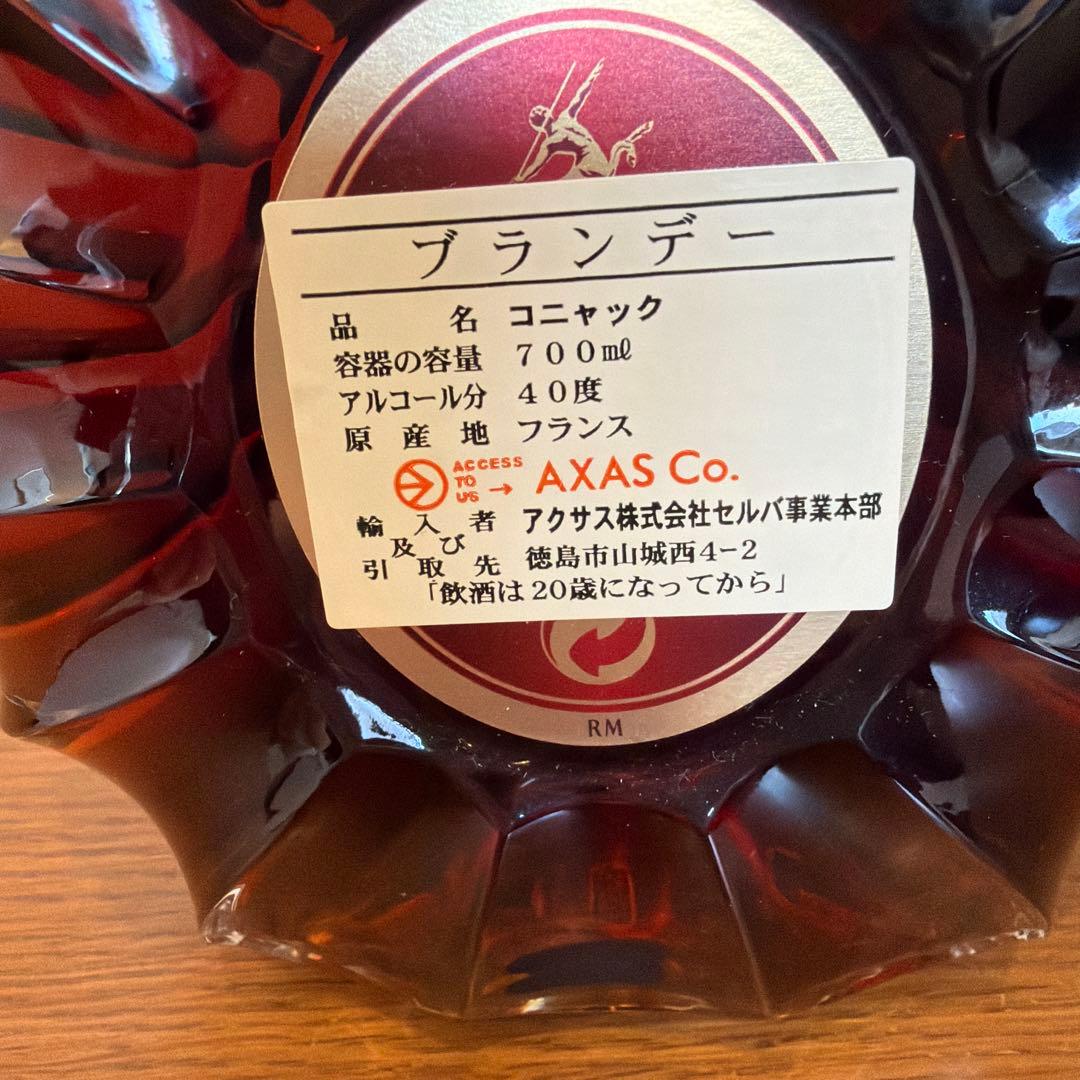 ブランデー
品名 コニャック
容器の容量 ７００㎖
アルコール分 ４０度
原産地 フランス
ACCESS
TO
US → AXAS Co.
輸入者 アクサス株式会社セルバ事業本部
及び
引取先 徳島市山城西4-2
「飲酒は20歳になってから」
RM